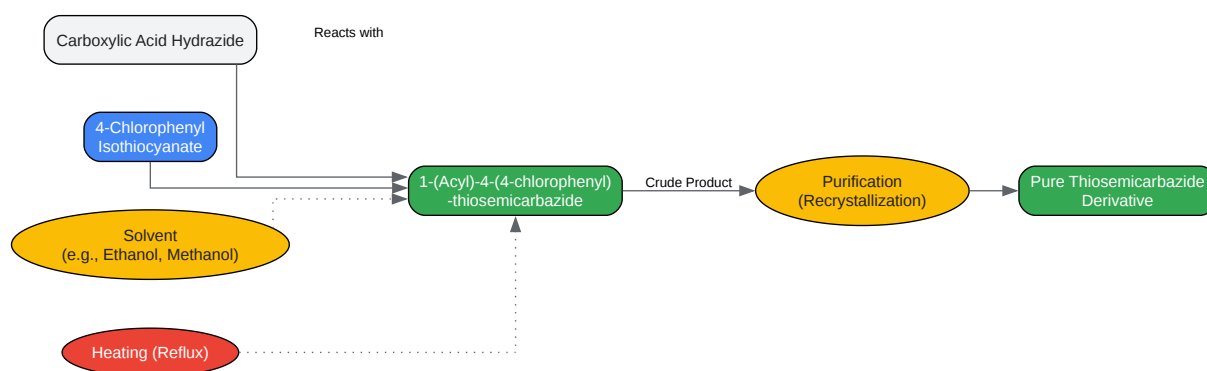 Carboxylic Acid Hydrazide
Reacts with
4-Chlorophenyl
Isothiocyanate
1-(Acyl)-4-(4-chlorophenyl)
-thiosemicarbazide
Crude Product
Purification
(Recrystallization)
Pure Thiosemicarbazide
Derivative
Solvent
(e.g., Ethanol, Methanol)
Heating (Reflux)